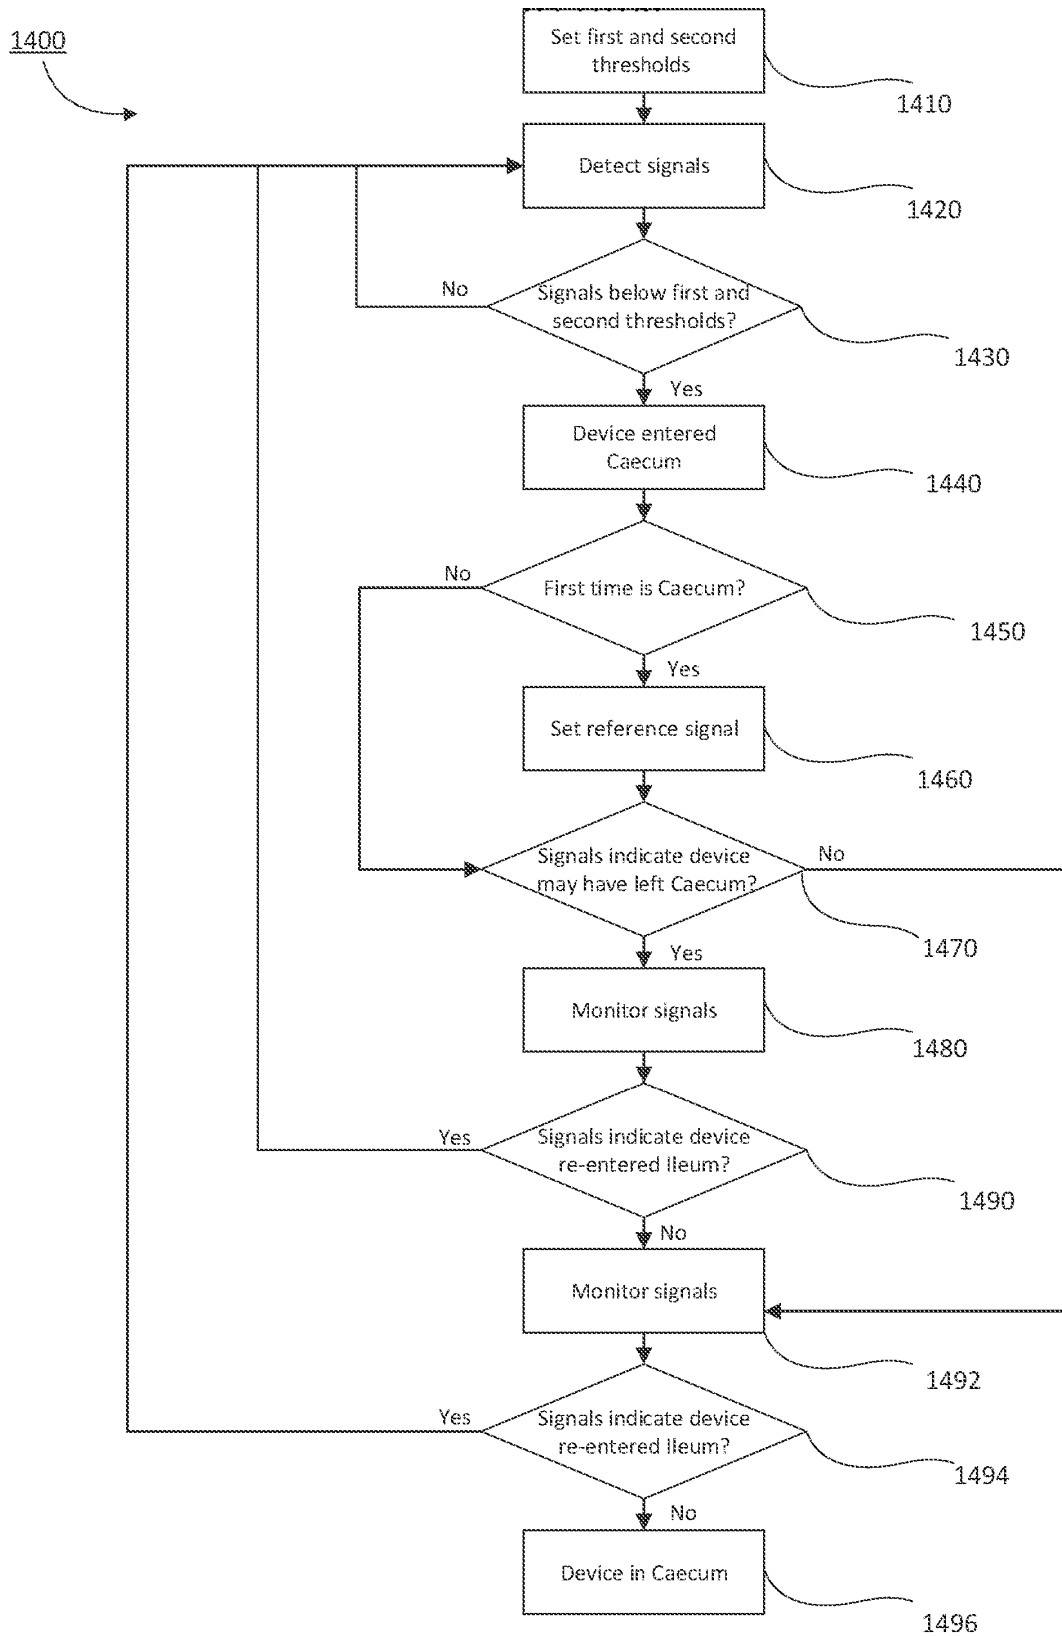 1400
Set first and second
thresholds
1410
Detect signals
1420
No
Signals below first and
second thresholds?
1430
Yes
Device entered
Caecum
1440
No
First time is Caecum?
1450
Yes
Set reference signal
1460
Signals indicate device
may have left Caecum?
No
1470
Yes
Monitor signals
1480
Yes
Signals indicate device
re-entered Ileum?
1490
No
Monitor signals
1492
Yes
Signals indicate device
re-entered Ileum?
1494
No
Device in Caecum
1496